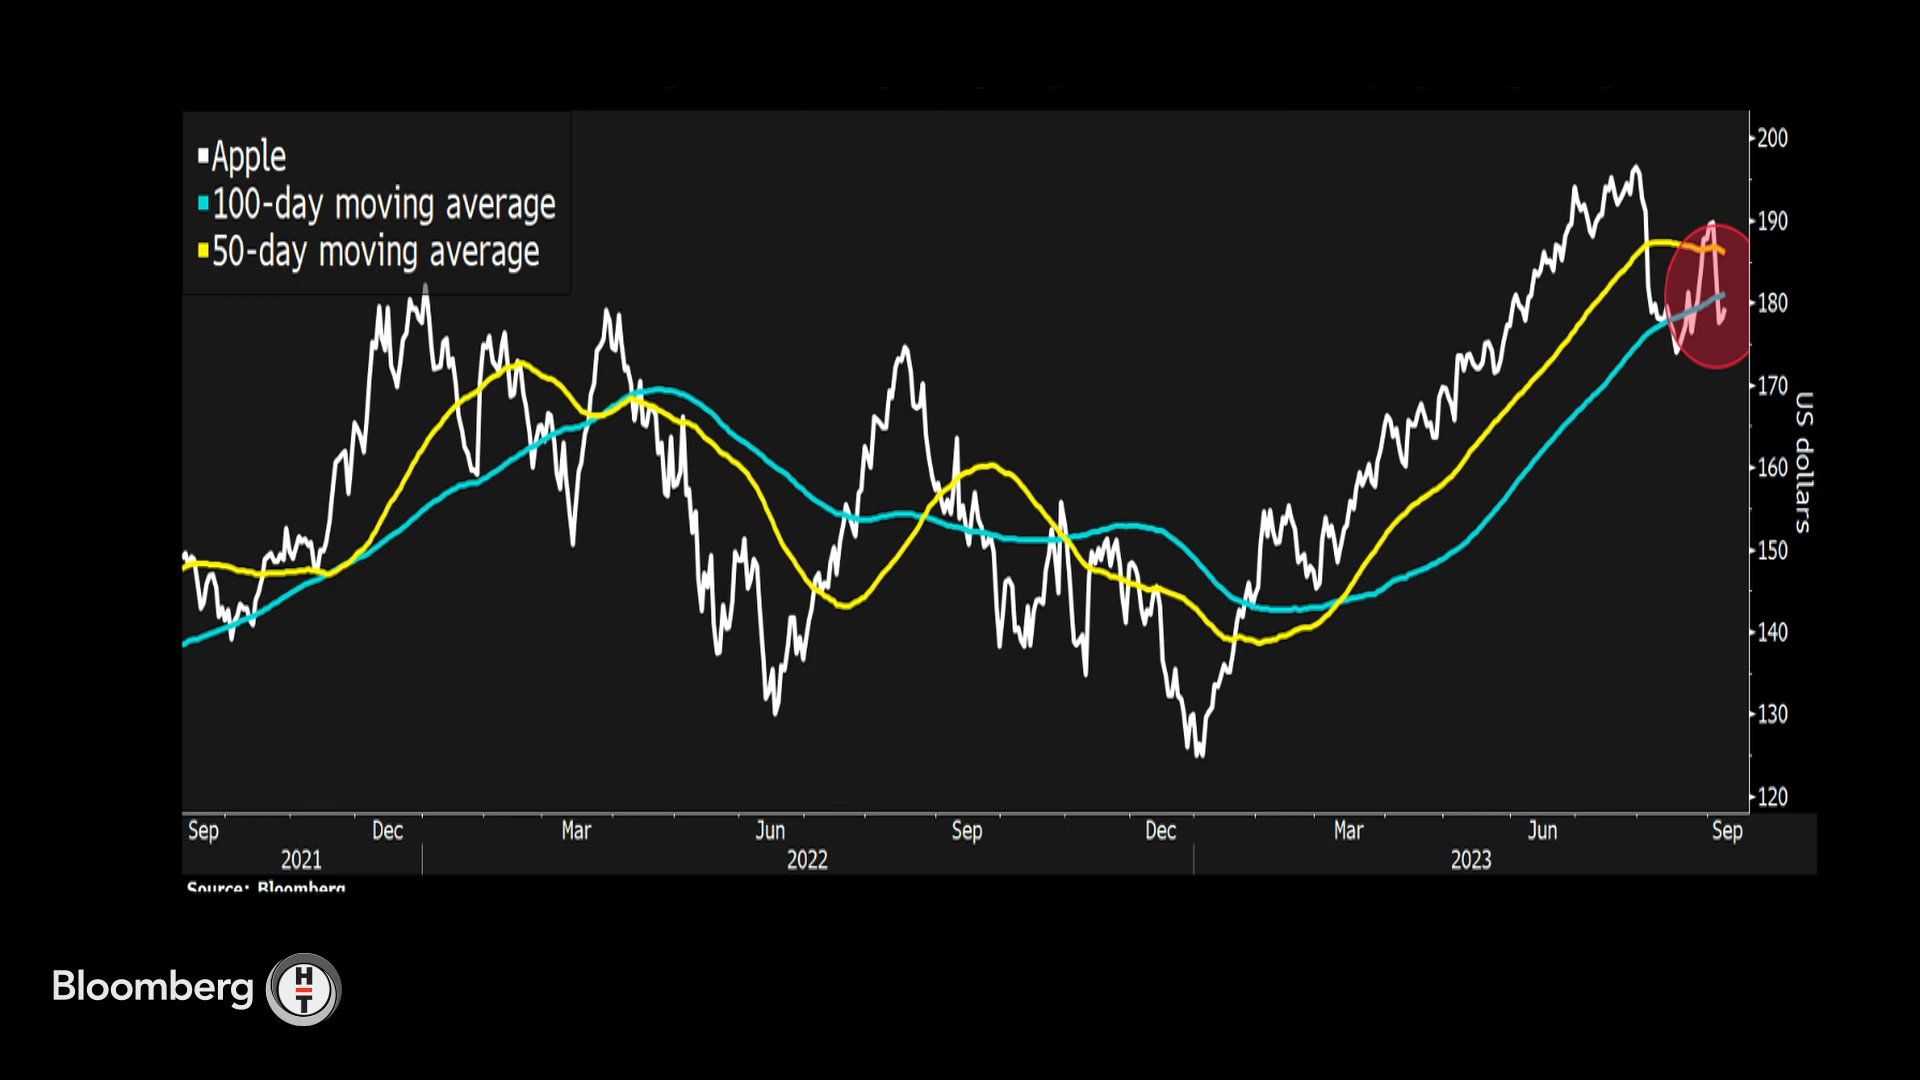 Apple
100-day moving average
50-day moving average
200
190
180
170
160
150
140
130
120
US dollars
Sep Dec Mar Jun Sep Dec Mar Jun Sep
2021 2022 2023
Source: Bloomberg
Bloomberg HT